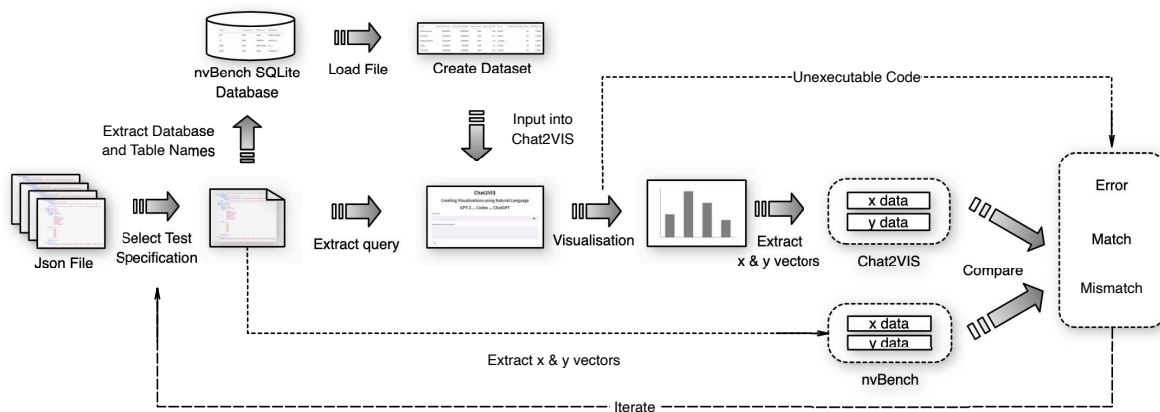 nvBench SQLite
Database
Load File
Create Dataset
Unexecutable Code
Extract Database
and Table Names
Input into
Chat2VIS
Json File
Select Test
Specification
Extract query
Chat2VIS
Creating Visualisations using Natural Language
GPT-3 ... Codex ... ChatGPT
Visualisation
Extract
x & y vectors
x data
y data
Chat2VIS
Compare
Error
Match
Mismatch
x data
y data
nvBench
Extract x & y vectors
Iterate